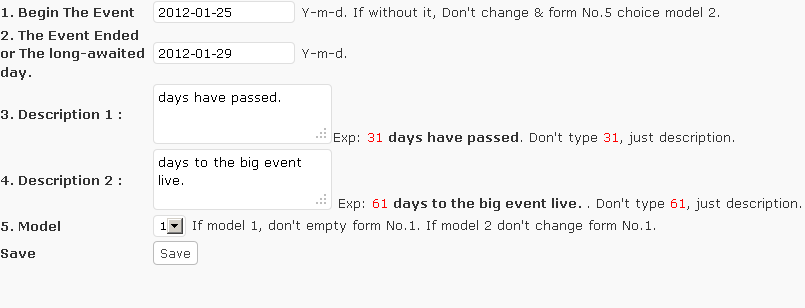 1. Begin The Event 2012-01-25 Y-m-d. If without it, Don't change & form No.5 choice model 2.
2. The Event Ended
or The long-awaited 2012-01-29 Y-m-d.
day.
days have passed.
3. Description 1 : Exp: 31 days have passed. Don't type 31, just description.
days to the big event
live.
4. Description 2 : Exp: 61 days to the big event live. . Don't type 61, just description.
5. Model 1 If model 1, don't empty form No.1. If model 2 don't change form No.1.
Save Save